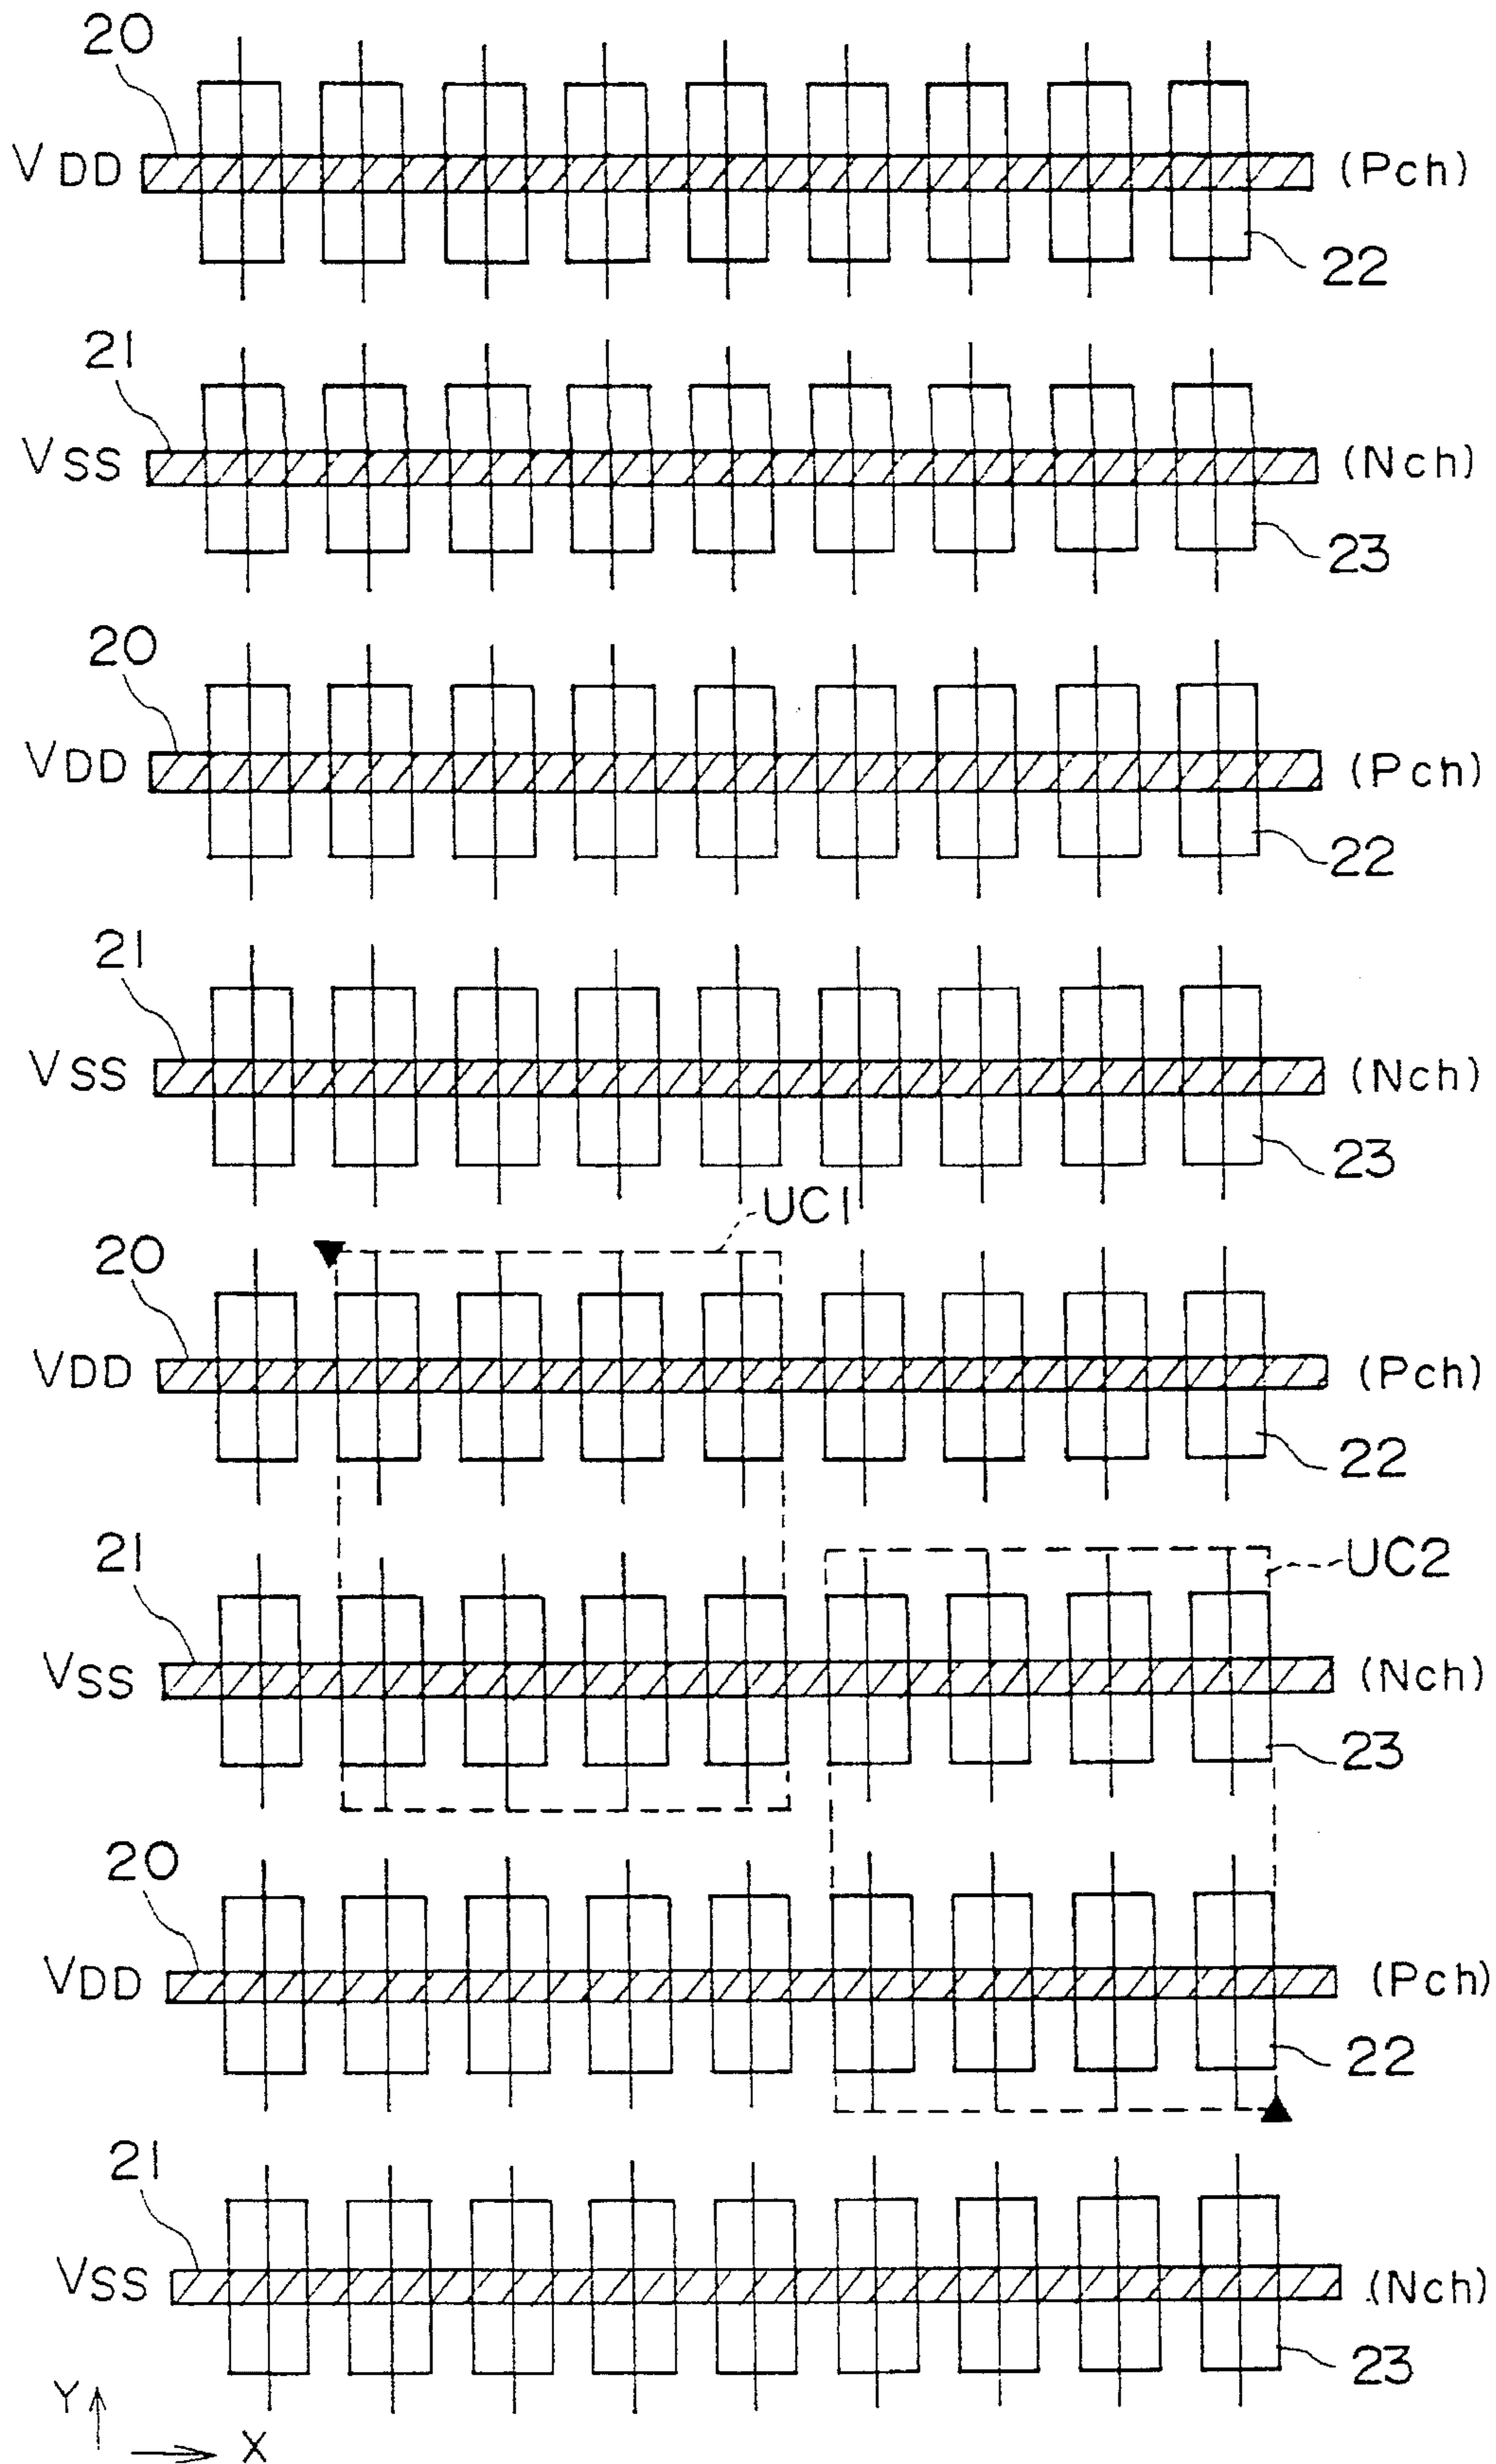 20
VDD (Pch)
22
21
VSS (Nch)
23
20
VDD (Pch)
22
21
VSS (Nch)
23
UC1
20
VDD (Pch)
22
21
UC2
VSS (Nch)
23
20
VDD (Pch)
22
21
VSS (Nch)
23
Y
X